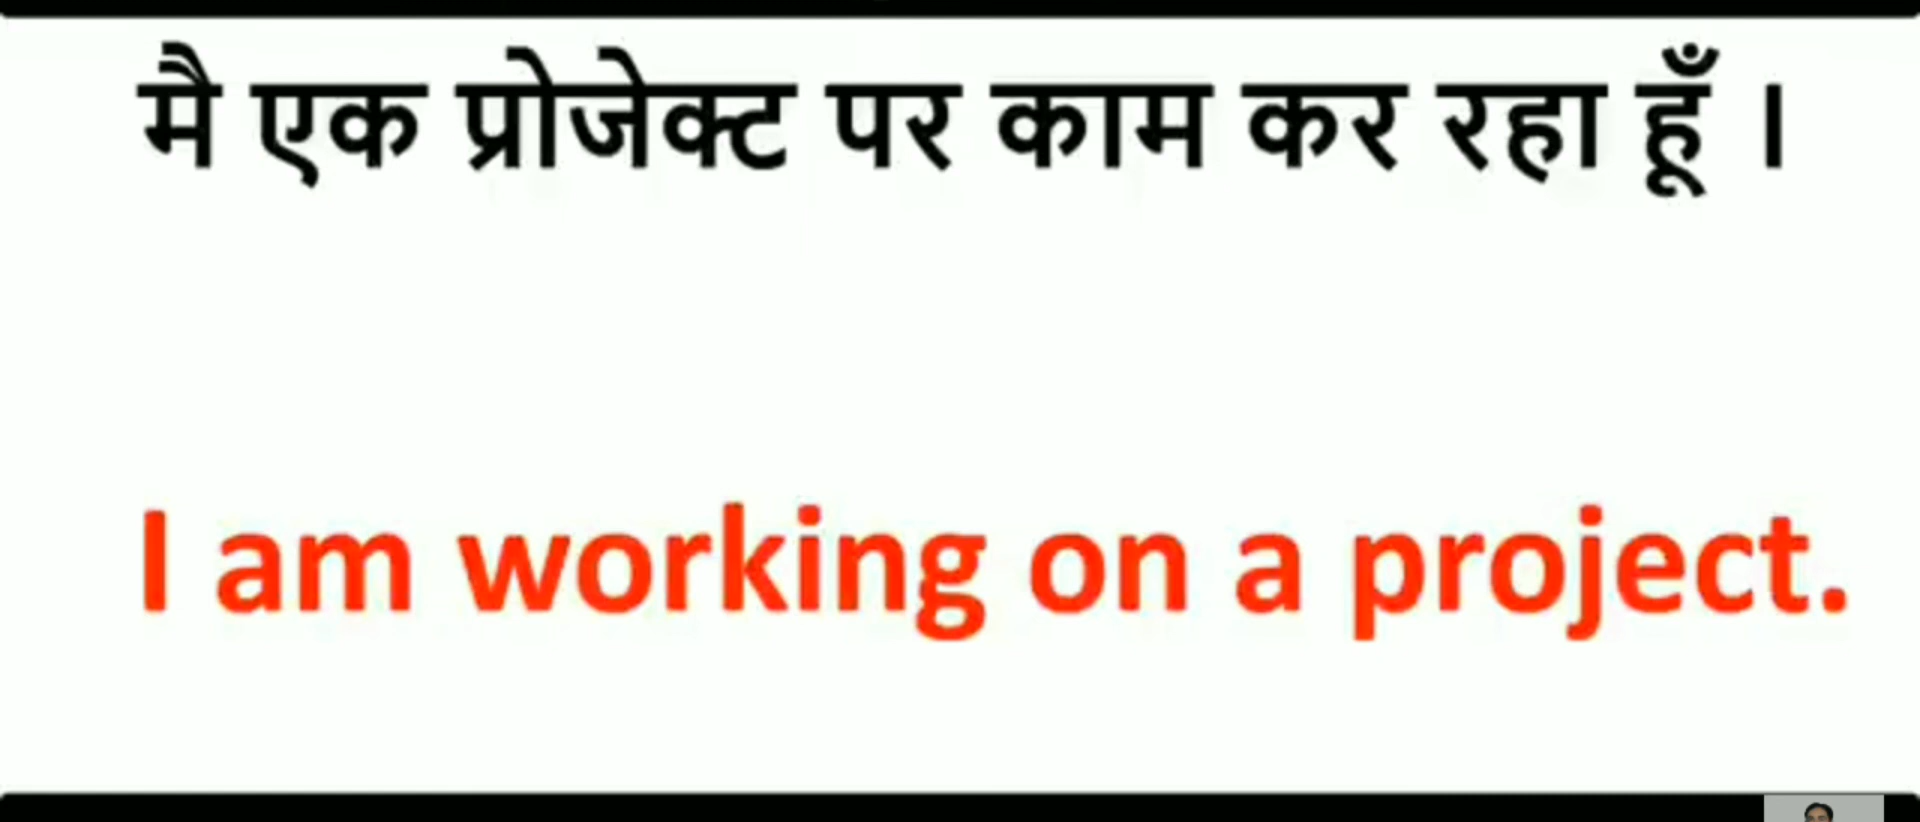 मै एक प्रोजेक्ट पर काम कर रहा हूँ ।
I am working on a project.